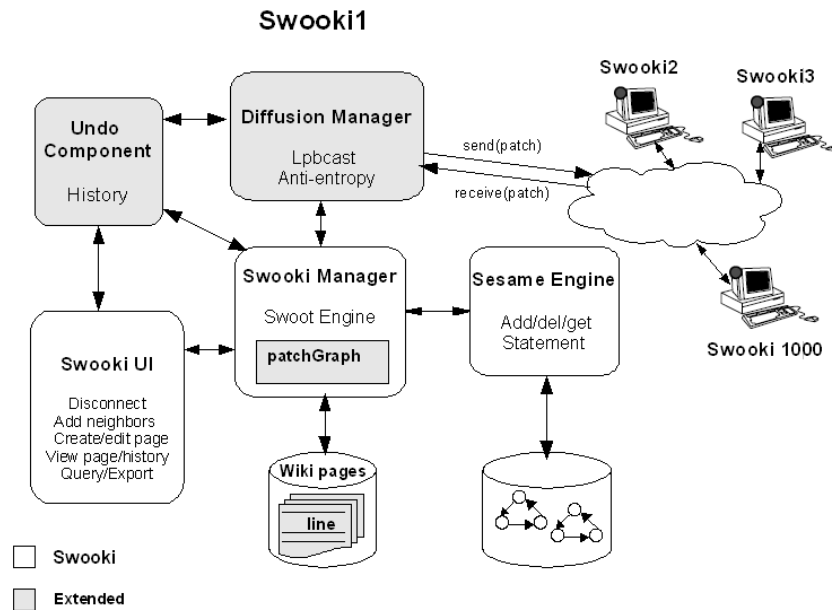 Swooki1
Swooki2
Swooki3
Undo
Component
History
Diffusion Manager
Lpbcast
Anti-entropy
send(patch)
receive(patch)
Swooki Manager
Swoot Engine
patchGraph
Sesame Engine
Add/del/get
Statement
Swooki 1000
Swooki UI
Disconnect
Add neighbors
Create/edit page
View page/history
Query/Export
Wiki pages
line
Swooki
Extended